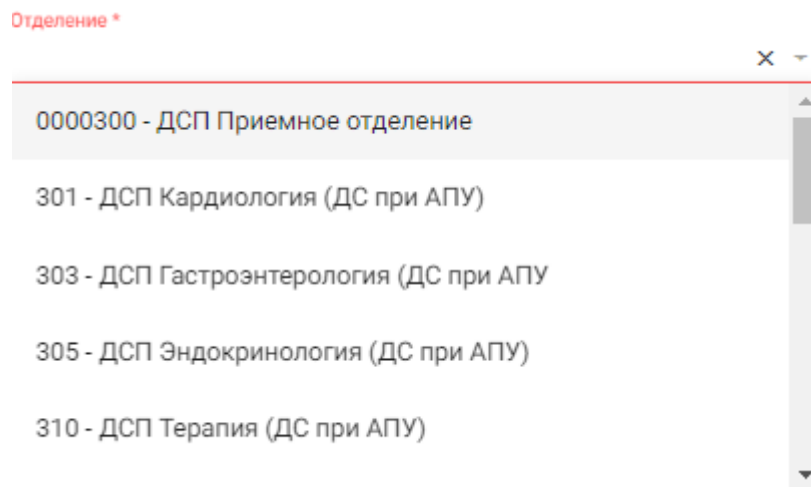 Отделение *
0000300 - ДСП Приемное отделение
301 - ДСП Кардиология (ДС при АПУ)
303 - ДСП Гастроэнтерология (ДС при АПУ
305 - ДСП Эндокринология (ДС при АПУ)
310 - ДСП Терапия (ДС при АПУ)